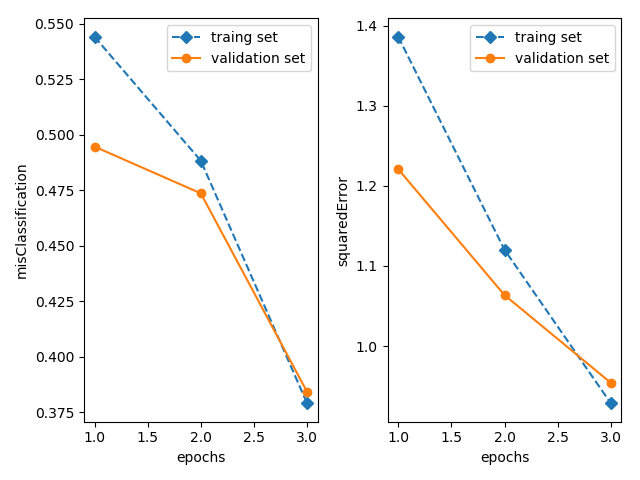 misClassification
0.550
0.525
0.500
0.475
0.450
0.425
0.400
0.375
1.0 1.5 2.0 2.5 3.0
epochs
traing set
validation set
squaredError
1.4
1.3
1.2
1.1
1.0
1.0 1.5 2.0 2.5 3.0
epochs
traing set
validation set